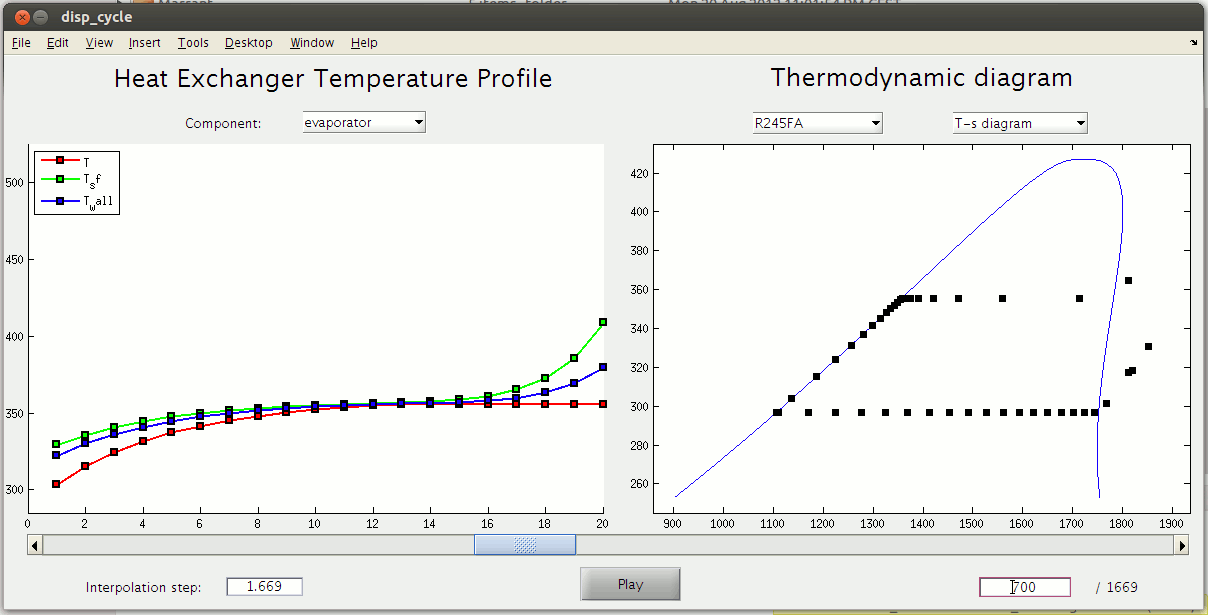 disp_cycle
File Edit View Insert Tools Desktop Window Help
Heat Exchanger Temperature Profile
Thermodynamic diagram
Component: evaporator
R245FA
T-s diagram
T
T_sf
T_wall
500
450
400
350
300
0 2 4 6 8 10 12 14 16 18 20
420
400
380
360
340
320
300
280
260
900 1000 1100 1200 1300 1400 1500 1600 1700 1800 1900
Interpolation step: 1.669
Play
700 / 1669